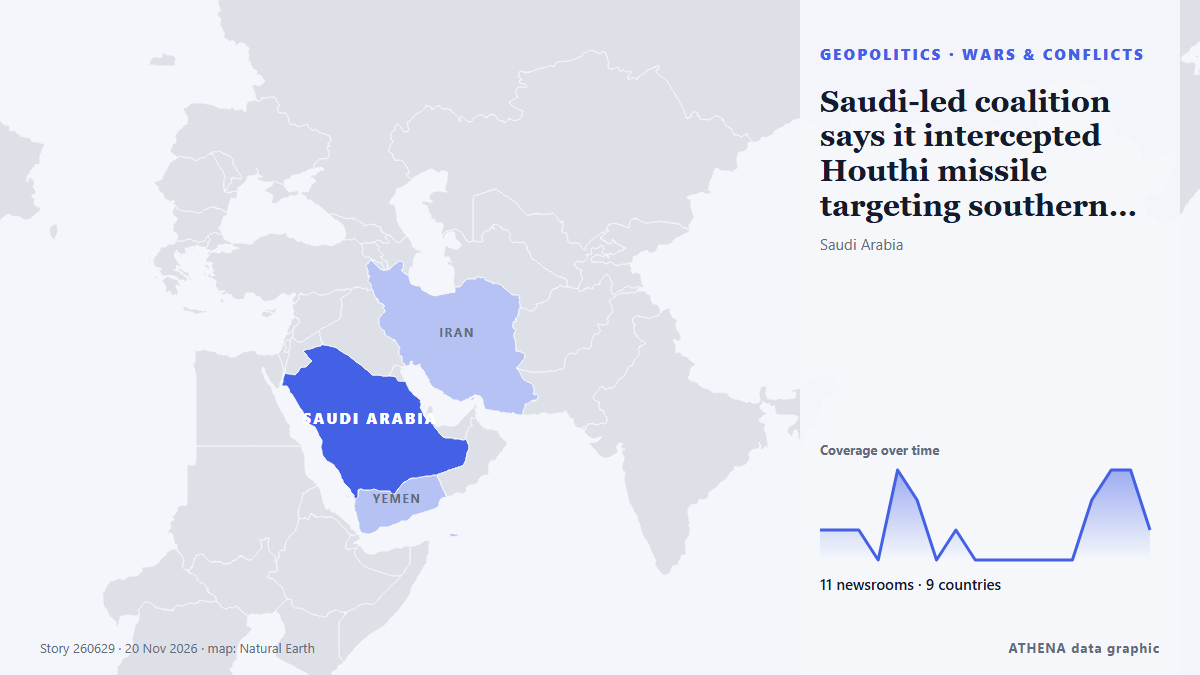 GEOPOLITICS · WARS & CONFLICTS
Saudi-led coalition
says it intercepted
Houthi missile
targeting southern...
Saudi Arabia
IRAN
SAUDI ARABIA
YEMEN
Coverage over time
11 newsrooms · 9 countries
Story 260629 · 20 Nov 2026 · map: Natural Earth
ATHENA data graphic